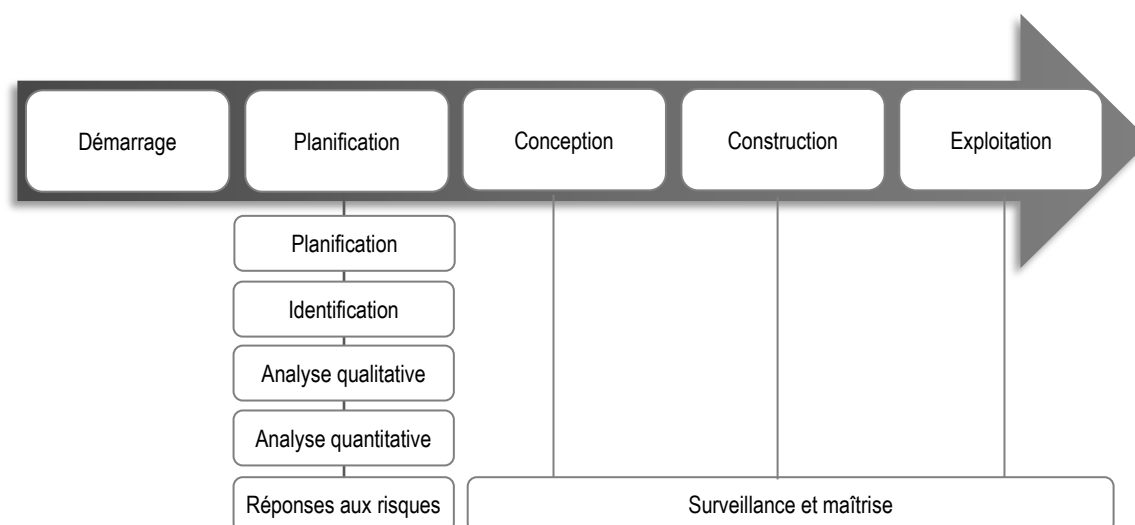 Démarrage
Planification
Conception
Construction
Exploitation
Planification
Identification
Analyse qualitative
Analyse quantitative
Réponses aux risques
Surveillance et maîtrise